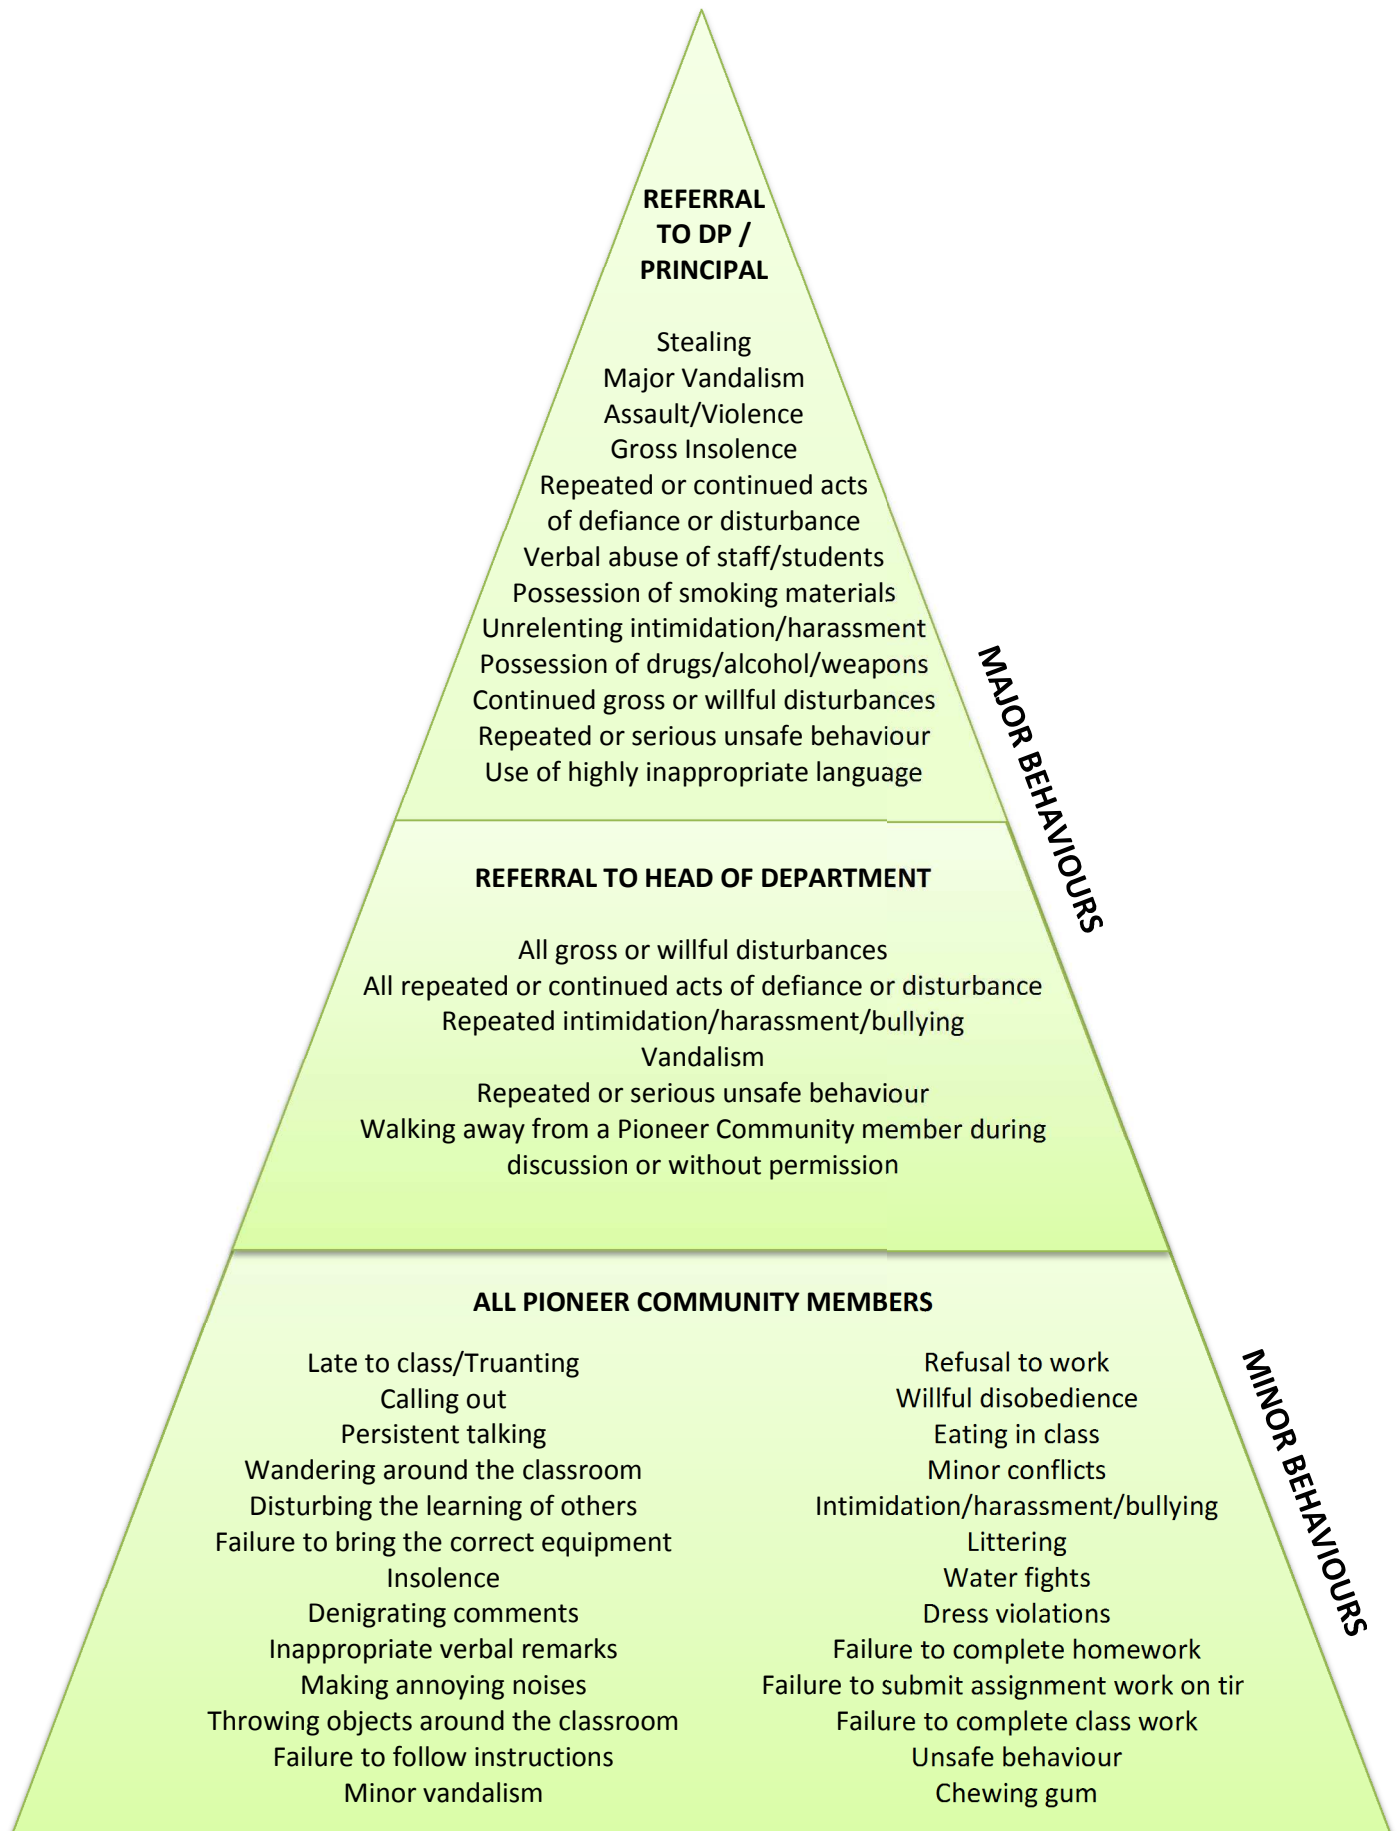 REFERRAL
TO DP /
PRINCIPAL
Stealing
Major Vandalism
Assault/Violence
Gross Insolence
Repeated or continued acts
of defiance or disturbance
Verbal abuse of staff/students
Possession of smoking materials
Unrelenting intimidation/harassment
Possession of drugs/alcohol/weapons
Continued gross or willful disturbances
Repeated or serious unsafe behaviour
Use of highly inappropriate language
MAJOR BEHAVIOURS
REFERRAL TO HEAD OF DEPARTMENT
All gross or willful disturbances
All repeated or continued acts of defiance or disturbance
Repeated intimidation/harassment/bullying
Vandalism
Repeated or serious unsafe behaviour
Walking away from a Pioneer Community member during
discussion or without permission
ALL PIONEER COMMUNITY MEMBERS
Late to class/Truanting
Calling out
Persistent talking
Wandering around the classroom
Disturbing the learning of others
Failure to bring the correct equipment
Insolence
Denigrating comments
Inappropriate verbal remarks
Making annoying noises
Throwing objects around the classroom
Failure to follow instructions
Minor vandalism
Refusal to work
Willful disobedience
Eating in class
Minor conflicts
Intimidation/harassment/bullying
Littering
Water fights
Dress violations
Failure to complete homework
Failure to submit assignment work on
Failure to complete class work
Unsafe behaviour
Chewing gum
MINOR BEHAVIOURS